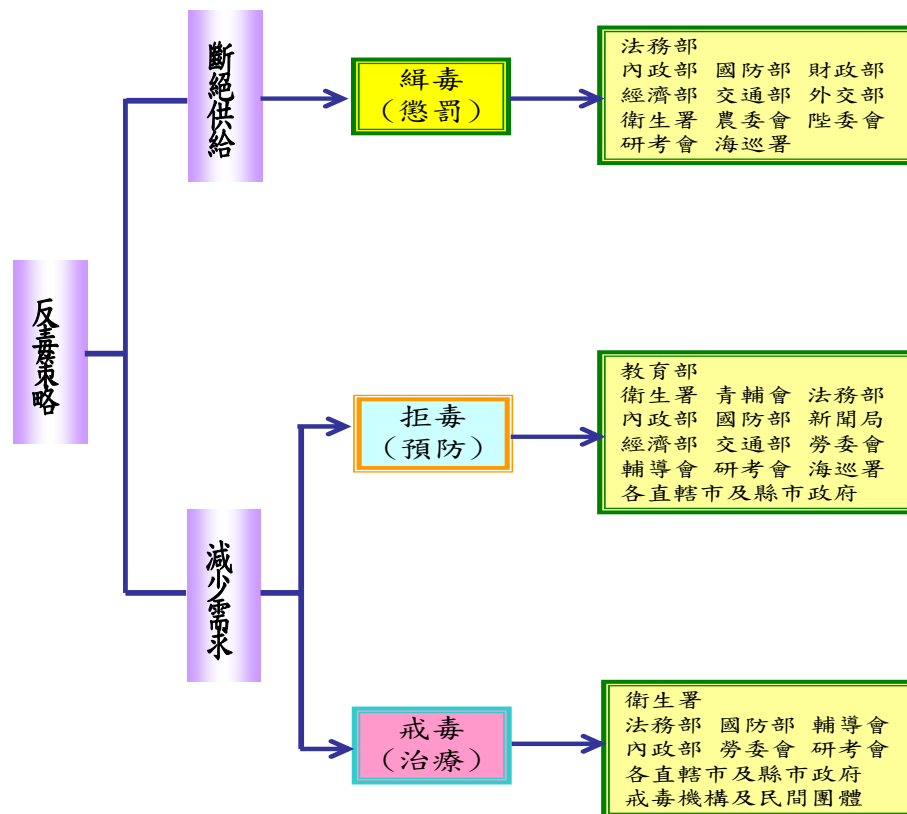 反毒策略
斷絕供給
緝毒
(懲罰)
法務部
內政部 國防部 財政部
經濟部 交通部 外交部
衛生署 農委會 陸委會
研考會 海巡署
減少需求
拒毒
(預防)
教育部
衛生署 青輔會 法務部
內政部 國防部 新聞局
經濟部 交通部 勞委會
輔導會 研考會 海巡署
各直轄市及縣市政府
戒毒
(治療)
衛生署
法務部 國防部 輔導會
內政部 勞委會 研考會
各直轄市及縣市政府
戒毒機構及民間團體